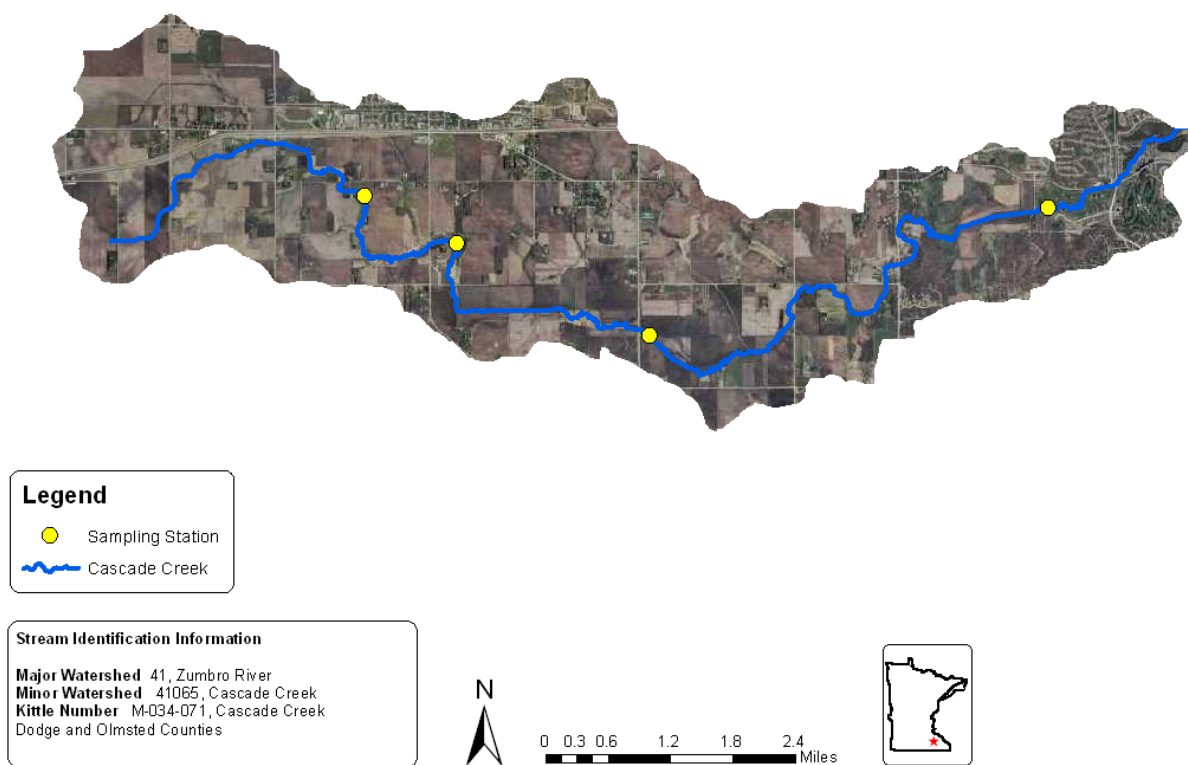 Legend
Sampling Station
Cascade Creek
Stream Identification Information
Major Watershed 41, Zumbro River
Minor Watershed 41065, Cascade Creek
Kittle Number M-034-071, Cascade Creek
Dodge and Olmsted Counties
N
0 0.3 0.6 1.2 1.8 2.4
Miles